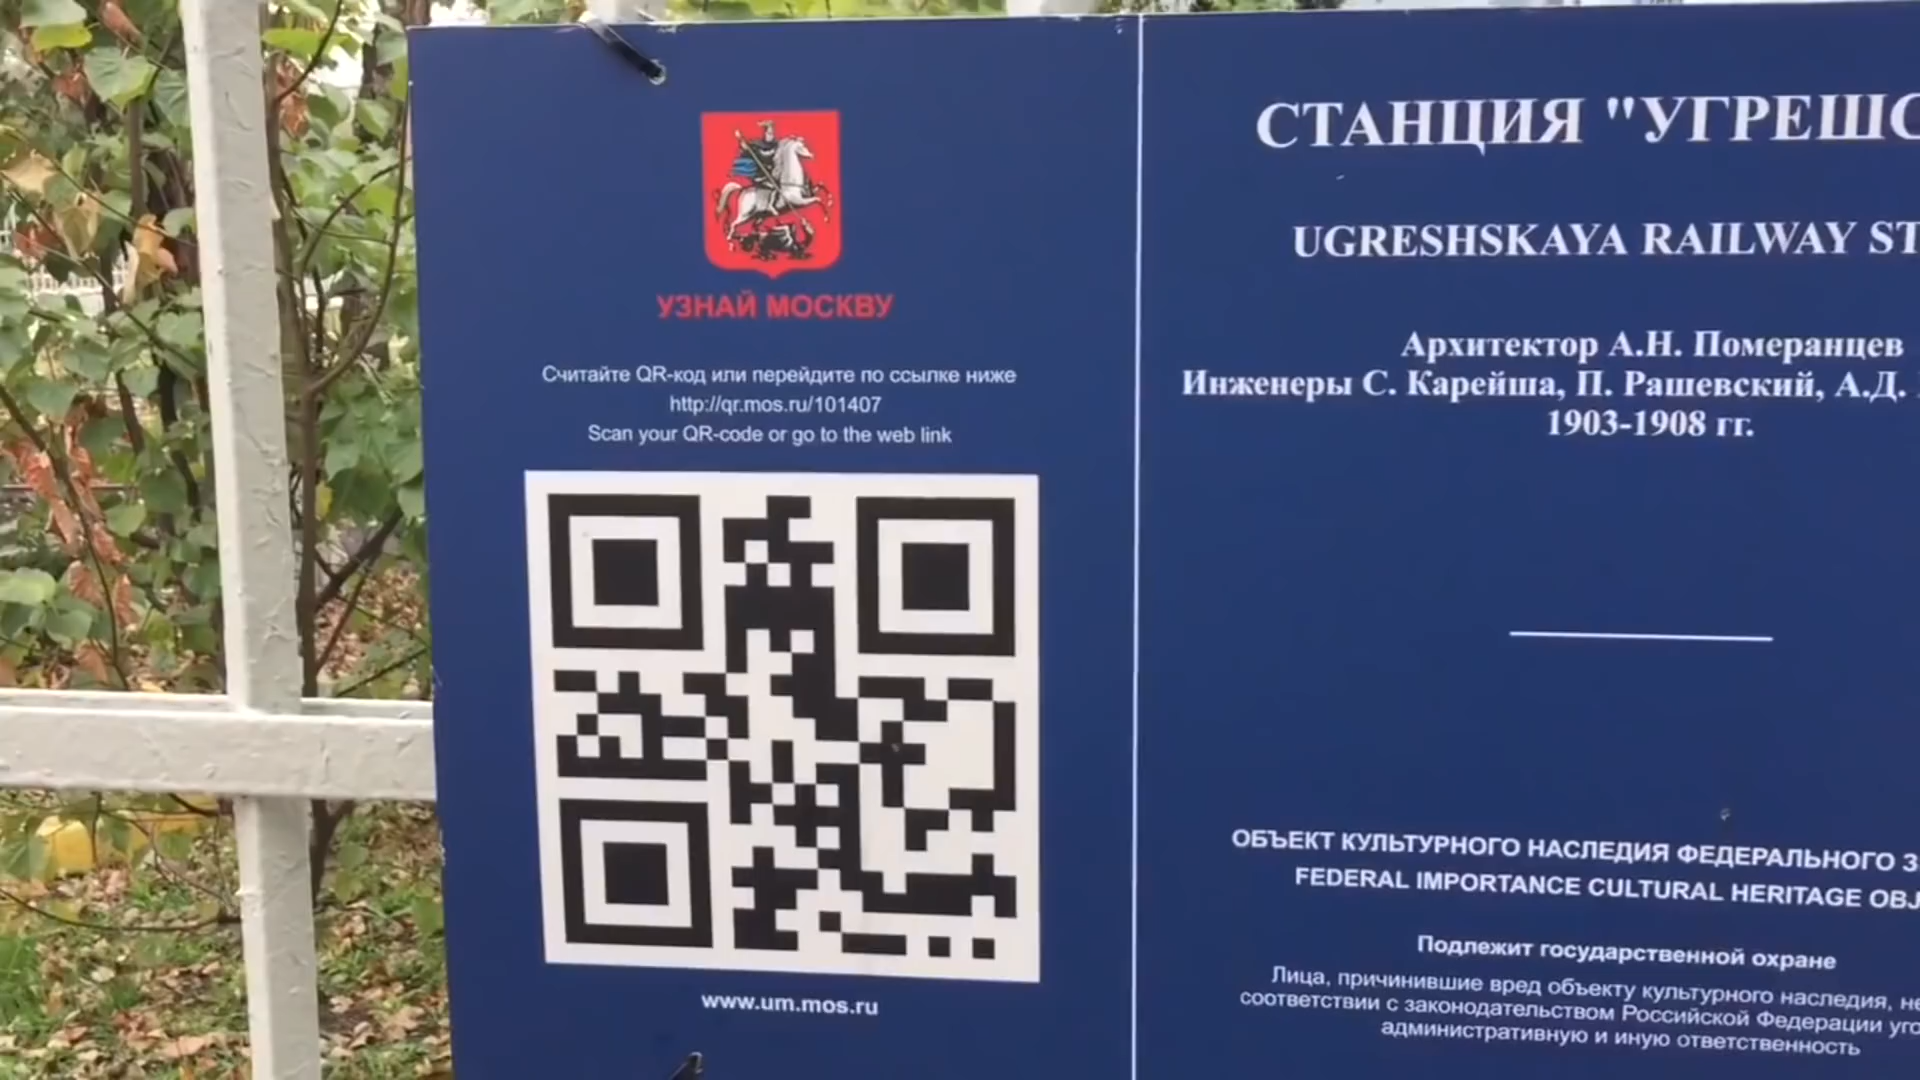 УЗНАЙ МОСКВУ
Считайте QR-код или перейдите по ссылке ниже
http://qr.mos.ru/101407
Scan your QR-code or go to the web link
www.um.mos.ru
СТАНЦИЯ "УГРЕШС
UGRESHSKAYA RAILWAY ST
Архитектор А.Н. Померанцев
Инженеры С. Карейша, П. Рашевский, А.Д.
1903-1908 гг.
ОБЪЕКТ КУЛЬТУРНОГО НАСЛЕДИЯ ФЕДЕРАЛЬНОГО З
FEDERAL IMPORTANCE CULTURAL HERITAGE OBJ
Подлежит государственной охране
Лица, причинившие вред объекту культурного наследия, не
соответствии с законодательством Российской Федерации уго
административную и иную ответственность